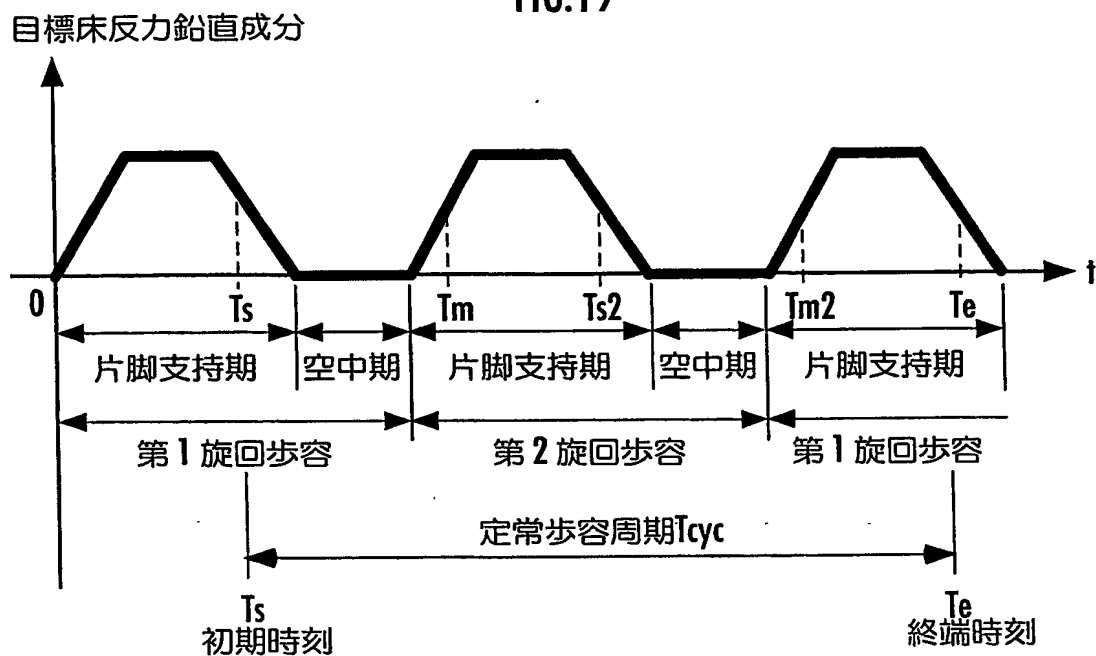 目標床反力鉛直成分
0 Ts Tm Ts2 Tm2 Te t
片脚支持期 空中期 片脚支持期 空中期 片脚支持期
第1旋回歩容 第2旋回歩容 第1旋回歩容
定常歩容周期Tcyc
Ts Te
初期時刻 終端時刻